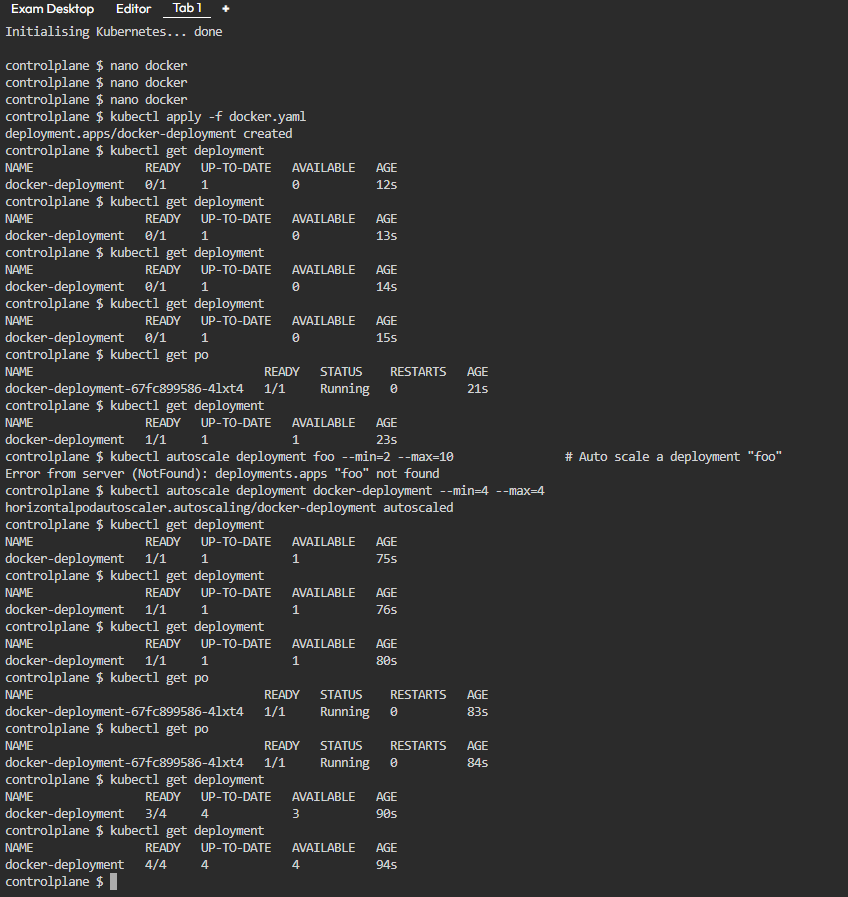 Exam Desktop Editor Tab 1 +
Initialising Kubernetes... done
controlplane $ nano docker
controlplane $ nano docker
controlplane $ nano docker
controlplane $ kubectl apply -f docker.yaml
deployment.apps/docker-deployment created
controlplane $ kubectl get deployment
NAME READY UP-TO-DATE AVAILABLE AGE
docker-deployment 0/1 1 0 12s
controlplane $ kubectl get deployment
NAME READY UP-TO-DATE AVAILABLE AGE
docker-deployment 0/1 1 0 13s
controlplane $ kubectl get deployment
NAME READY UP-TO-DATE AVAILABLE AGE
docker-deployment 0/1 1 0 14s
controlplane $ kubectl get deployment
NAME READY UP-TO-DATE AVAILABLE AGE
docker-deployment 0/1 1 0 15s
controlplane $ kubectl get po
NAME READY STATUS RESTARTS AGE
docker-deployment-67fc899586-4lxt4 1/1 Running 0 21s
controlplane $ kubectl get deployment
NAME READY UP-TO-DATE AVAILABLE AGE
docker-deployment 1/1 1 1 23s
controlplane $ kubectl autoscale deployment foo --min=2 --max=10 # Auto scale a deployment "foo"
Error from server (NotFound): deployments.apps "foo" not found
controlplane $ kubectl autoscale deployment docker-deployment --min=4 --max=4
horizontalpodautoscaler.autoscaling/docker-deployment autoscaled
controlplane $ kubectl get deployment
NAME READY UP-TO-DATE AVAILABLE AGE
docker-deployment 1/1 1 1 75s
controlplane $ kubectl get deployment
NAME READY UP-TO-DATE AVAILABLE AGE
docker-deployment 1/1 1 1 76s
controlplane $ kubectl get deployment
NAME READY UP-TO-DATE AVAILABLE AGE
docker-deployment 1/1 1 1 80s
controlplane $ kubectl get po
NAME READY STATUS RESTARTS AGE
docker-deployment-67fc899586-4lxt4 1/1 Running 0 83s
controlplane $ kubectl get po
NAME READY STATUS RESTARTS AGE
docker-deployment-67fc899586-4lxt4 1/1 Running 0 84s
controlplane $ kubectl get deployment
NAME READY UP-TO-DATE AVAILABLE AGE
docker-deployment 3/4 4 3 90s
controlplane $ kubectl get deployment
NAME READY UP-TO-DATE AVAILABLE AGE
docker-deployment 4/4 4 4 94s
controlplane $